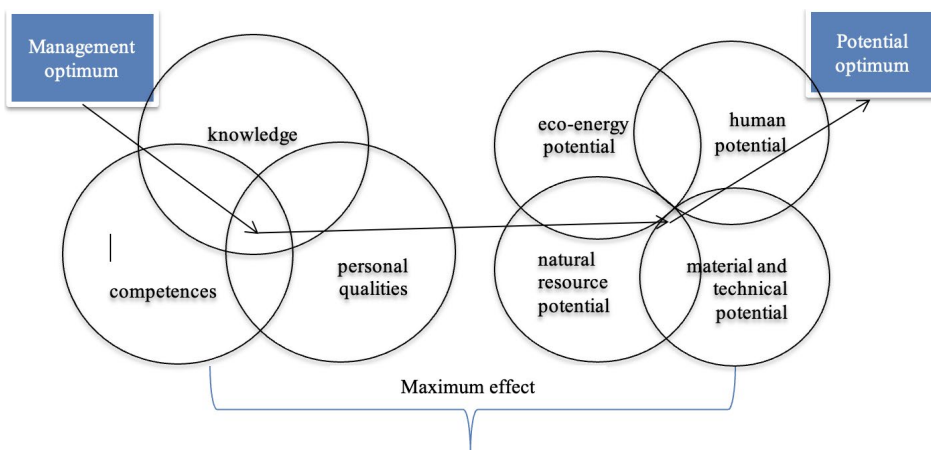 Management
optimum
Potential
optimum
knowledge
competences
personal
qualities
eco-energy
potential
human
potential
natural
resource
potential
material and
technical
potential
Maximum effect